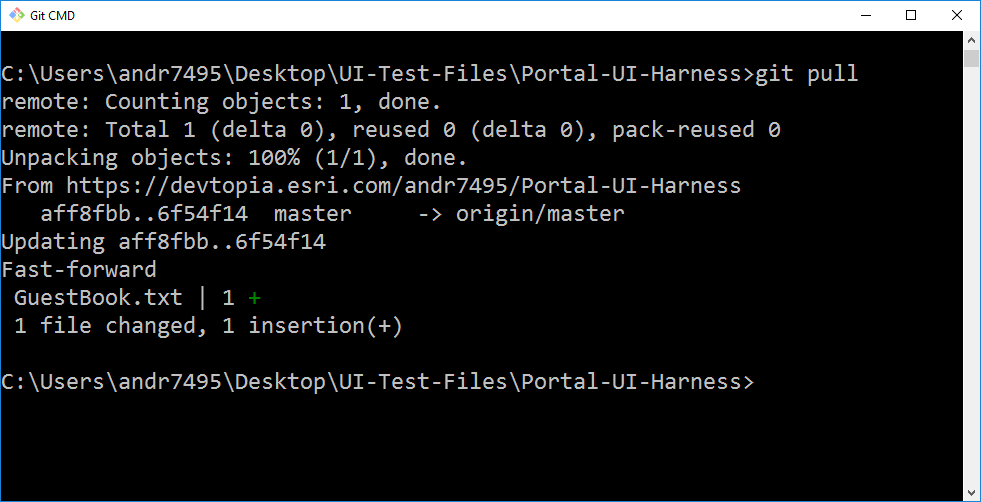 Git CMD
C:\Users\andr7495\Desktop\UI-Test-Files\Portal-UI-Harness>git pull
remote: Counting objects: 1, done.
remote: Total 1 (delta 0), reused 0 (delta 0), pack-reused 0
Unpacking objects: 100% (1/1), done.
From https://devtopia.esri.com/andr7495/Portal-UI-Harness
   aff8fbb..6f54f14  master     -> origin/master
Updating aff8fbb..6f54f14
Fast-forward
 GuestBook.txt | 1 +
 1 file changed, 1 insertion(+)
C:\Users\andr7495\Desktop\UI-Test-Files\Portal-UI-Harness>